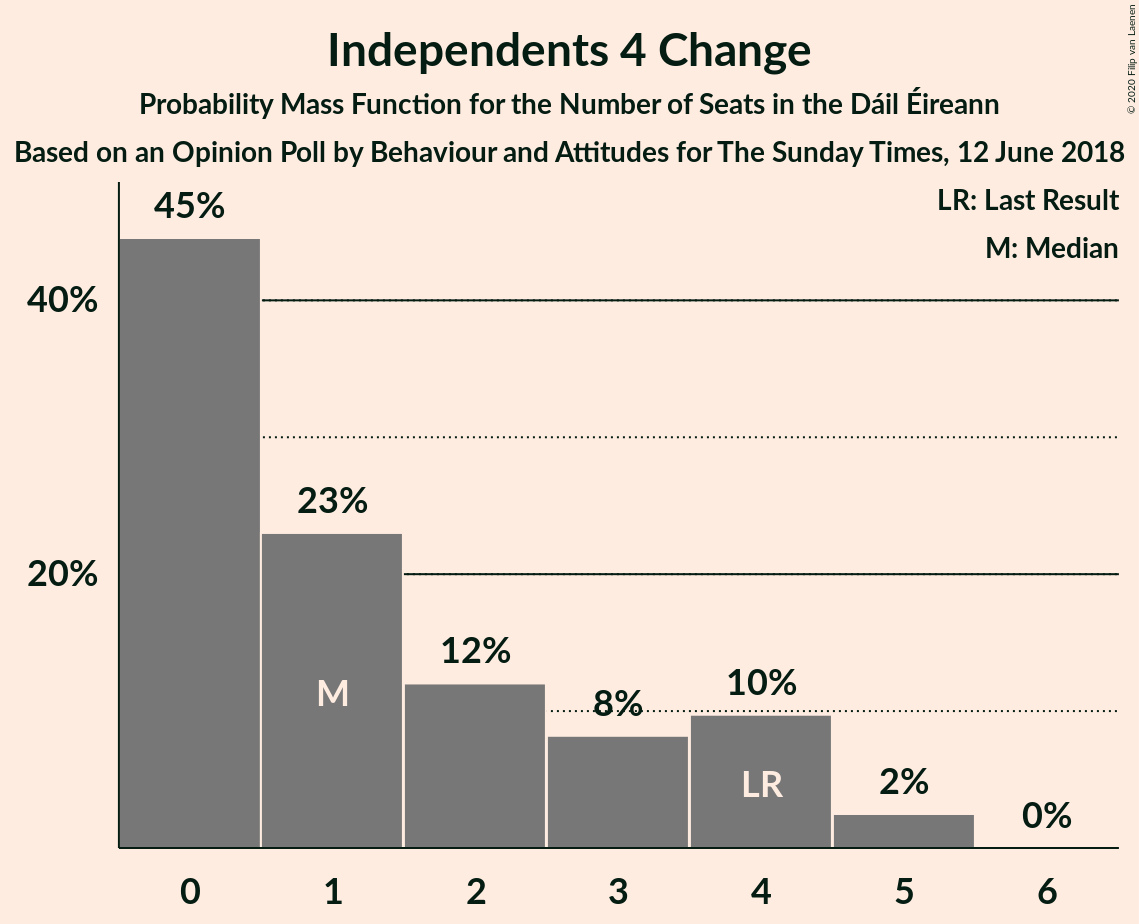 Independents 4 Change
Probability Mass Function for the Number of Seats in the Dáil Éireann
Based on an Opinion Poll by Behaviour and Attitudes for The Sunday Times, 12 June 2018
© 2020 Filip van Laenen
LR: Last Result
M: Median
45%
40%
23%
20%
12%
10%
8%
M
LR
2%
0%
0 1 2 3 4 5 6